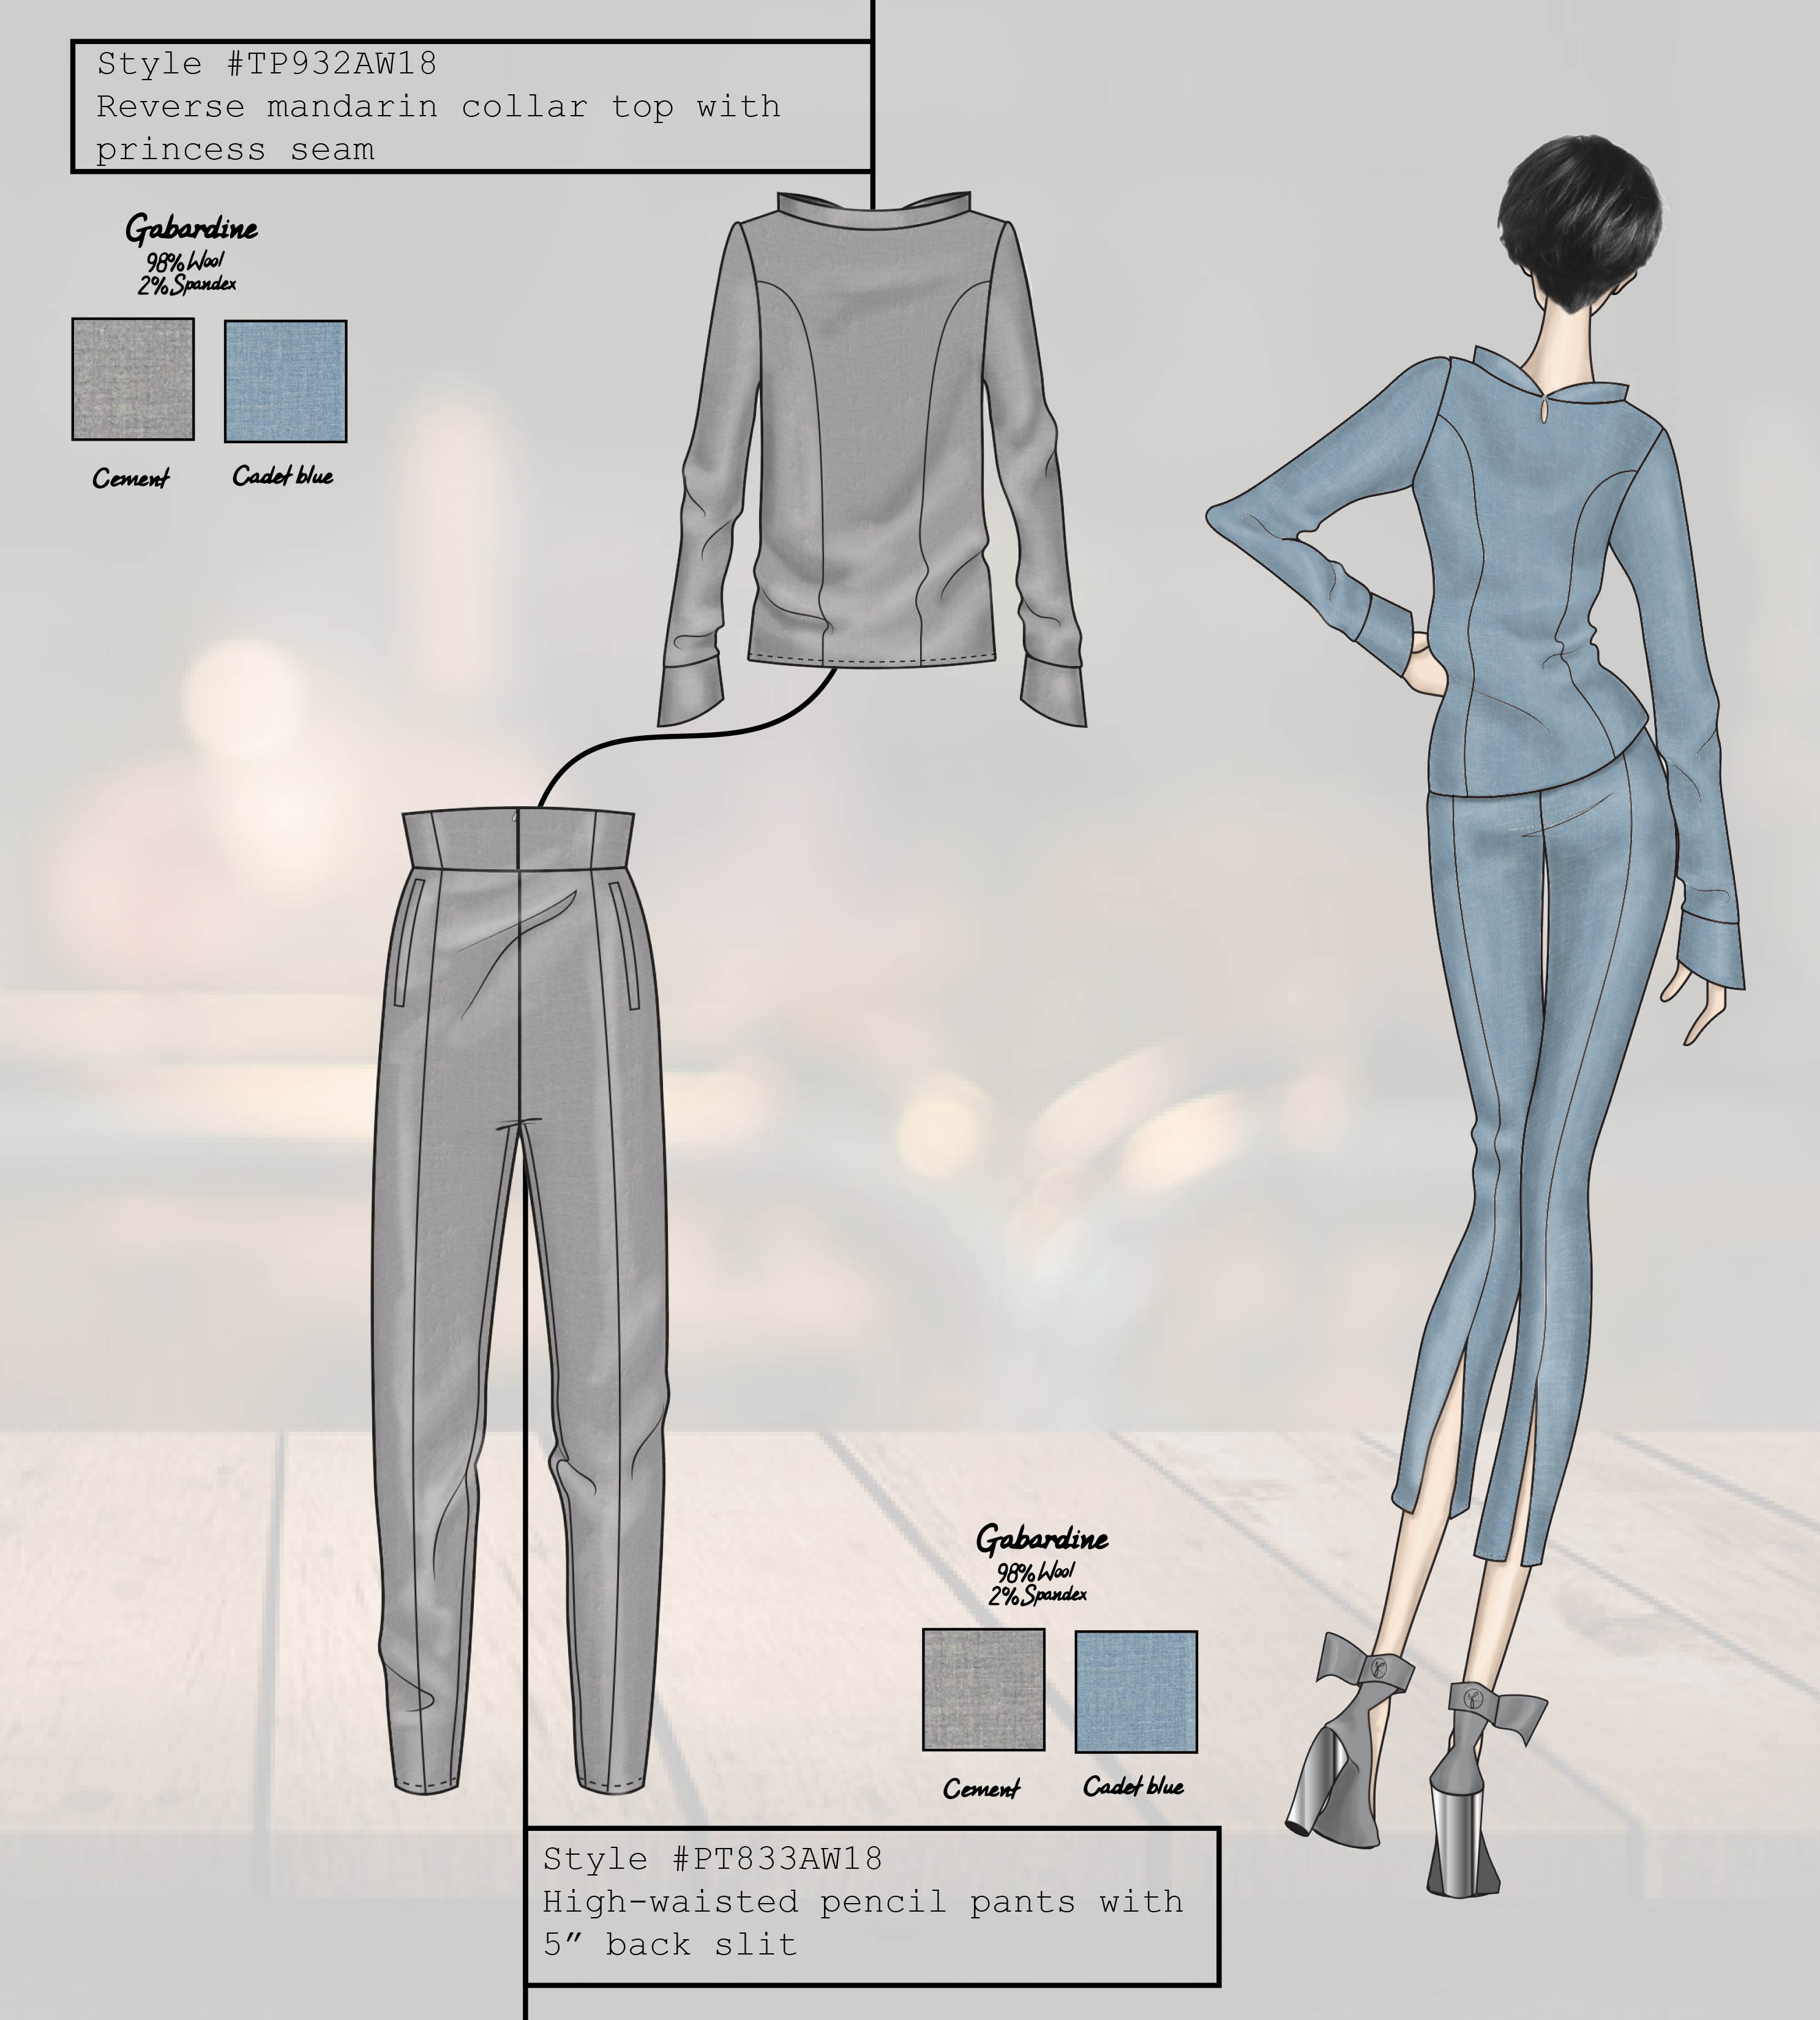 Style #TP932AW18
Reverse mandarin collar top with
princess seam
Gabardine
98% Wool
2% Spandex
Cement
Cadet blue
Gabardine
98% Wool
2% Spandex
Cement
Cadet blue
Style #PT833AW18
High-waisted pencil pants with
5” back slit